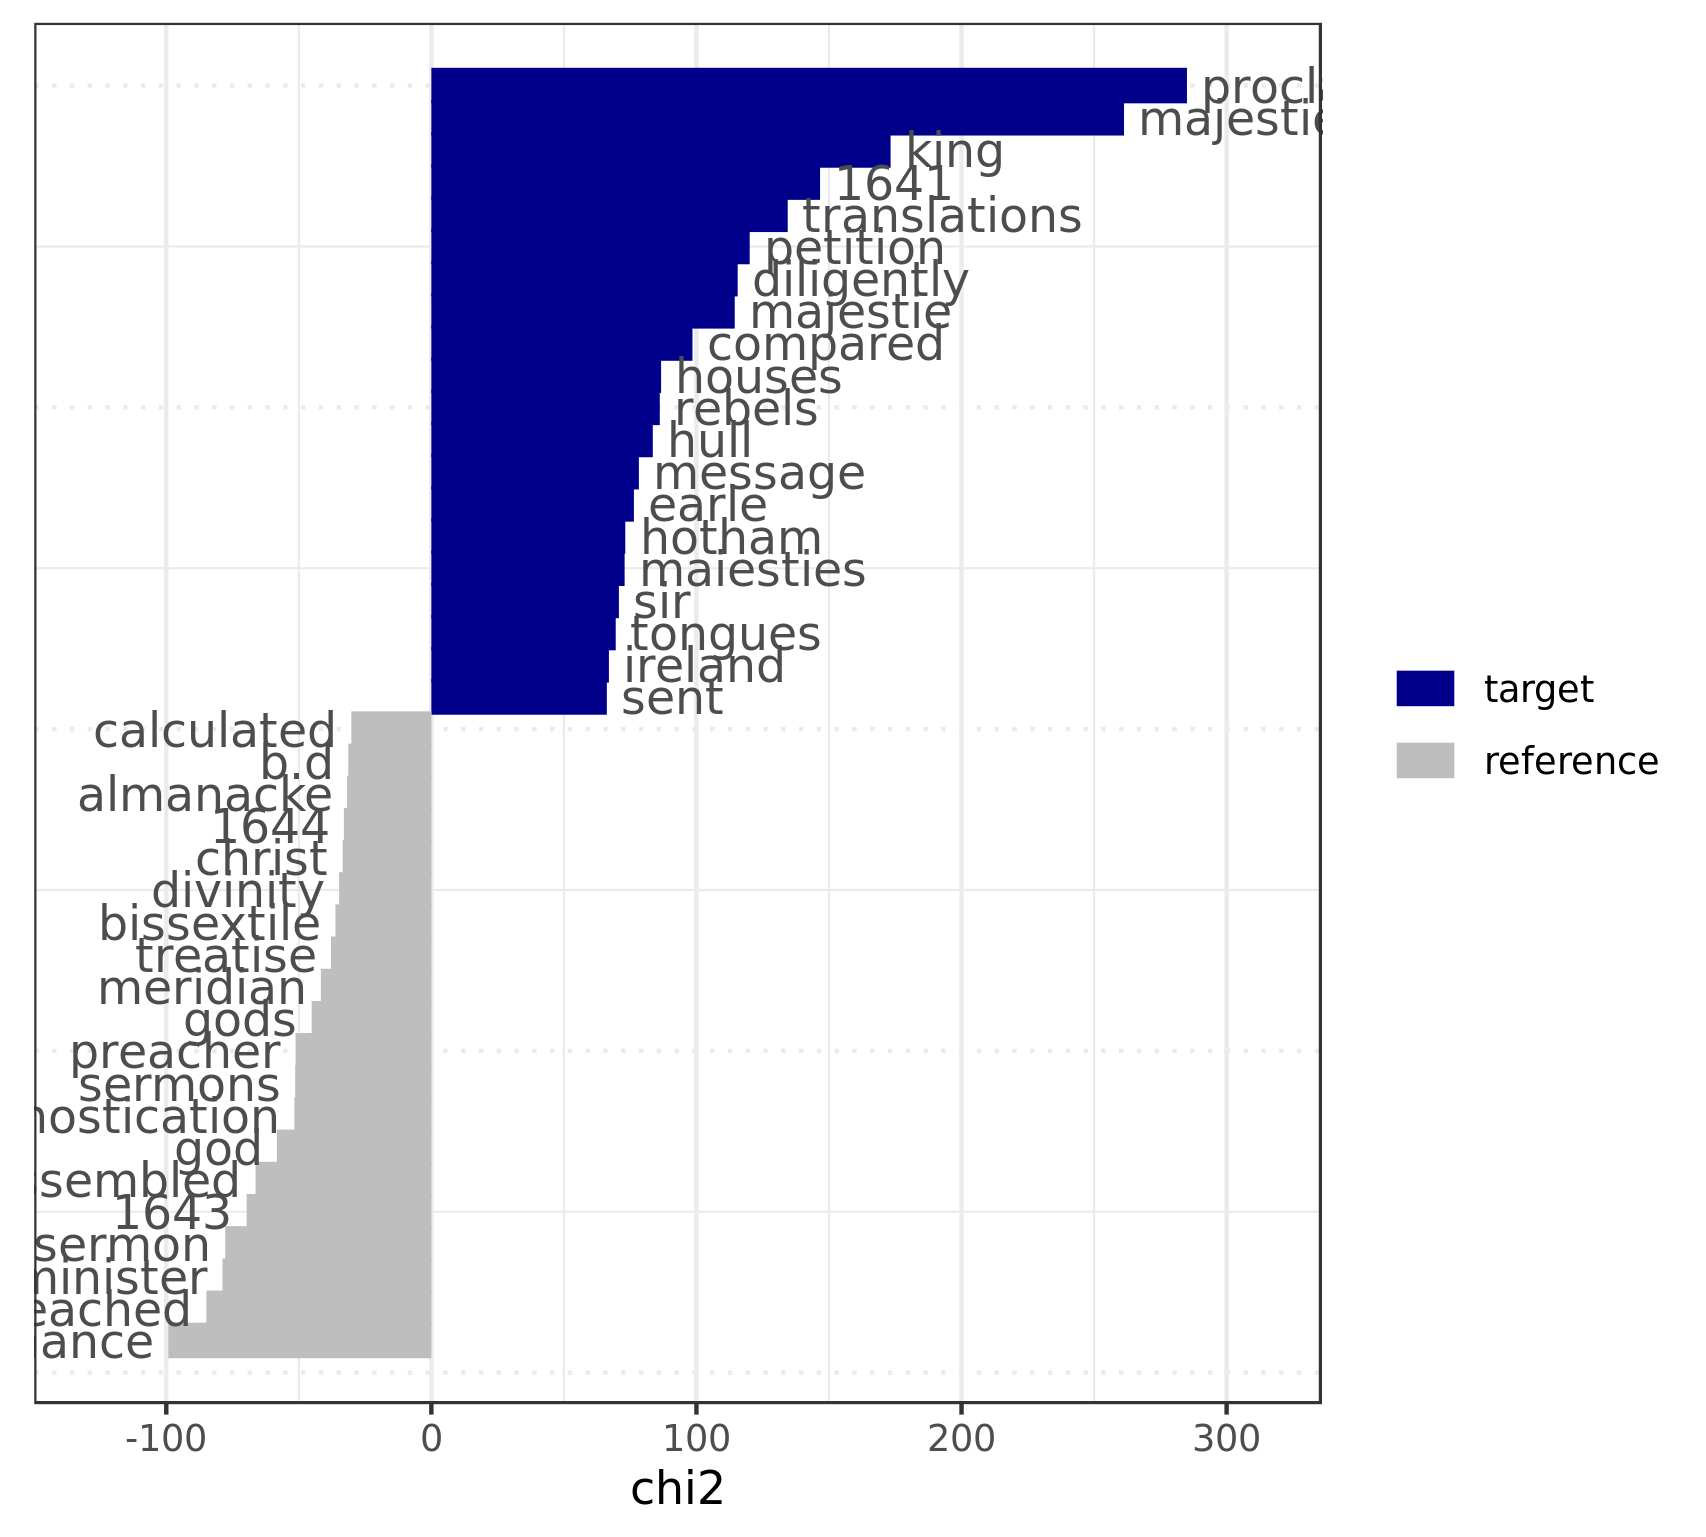 procl
majestie
king
1641
translations
petition
diligently
majestie
compared
houses
rebels
hull
message
earle
hotham
maiesties
sir
tongues
ireland
sent
calculated
b.d
almanacke
1644
christ
divinity
bissextile
treatise
meridian
gods
preacher
sermons
nostication
god
sembled
1643
sermon
minister
eached
ance
target
reference
-100 0 100 200 300
chi2